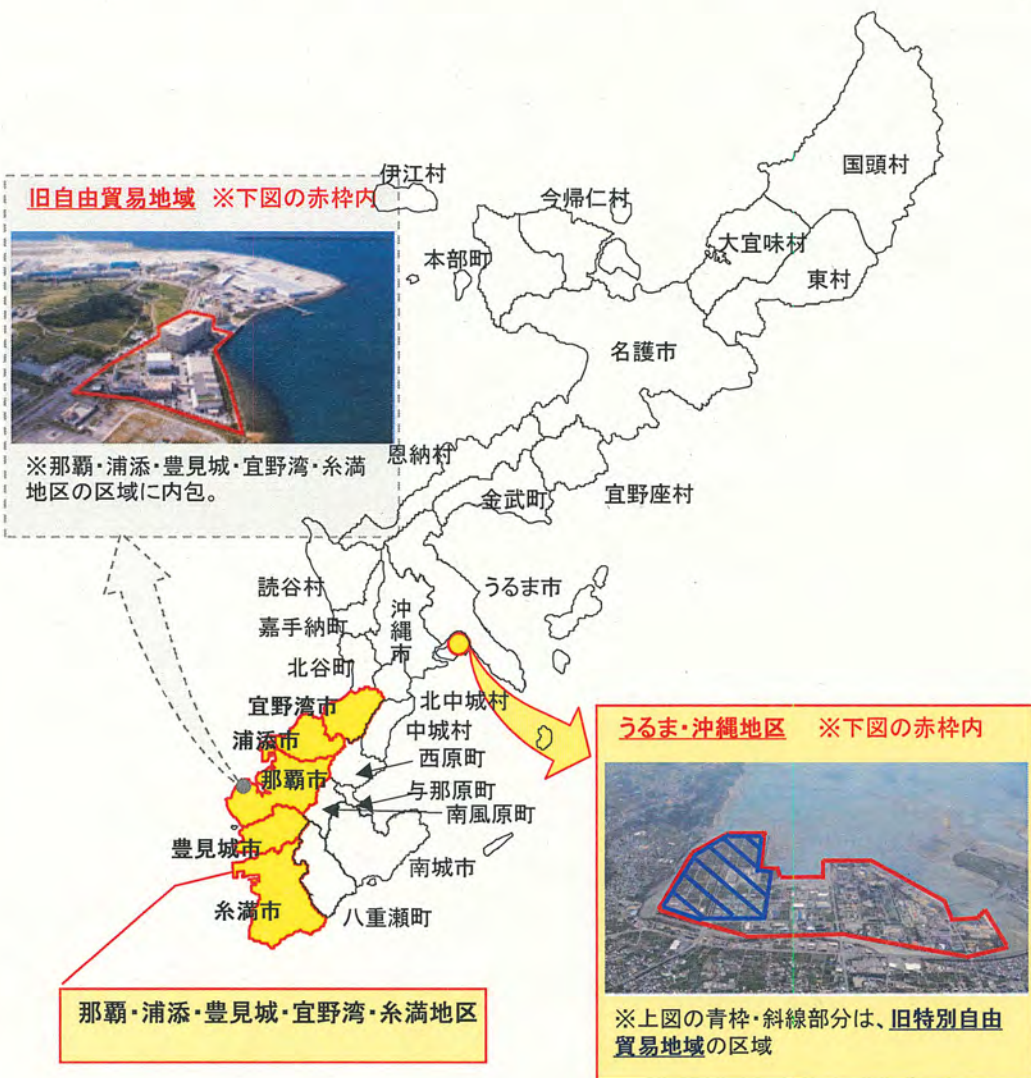 国頭村
伊江村
今帰仁村
旧自由貿易地域 ※下図の赤枠内
大宜味村
本部町
東村
名護市
※那覇・浦添・豊見城・宜野湾・糸満
地区の区域に内包。
恩納村
金武町
宜野座村
読谷村
うるま市
沖縄市
嘉手納町
北谷町
宜野湾市
北中城村
中城村
浦添市
西原町
那覇市
与那原町
南風原町
豊見城市
南城市
糸満市
八重瀬町
うるま・沖縄地区 ※下図の赤枠内
那覇・浦添・豊見城・宜野湾・糸満地区
※上図の青枠・斜線部分は、旧特別自由
貿易地域の区域